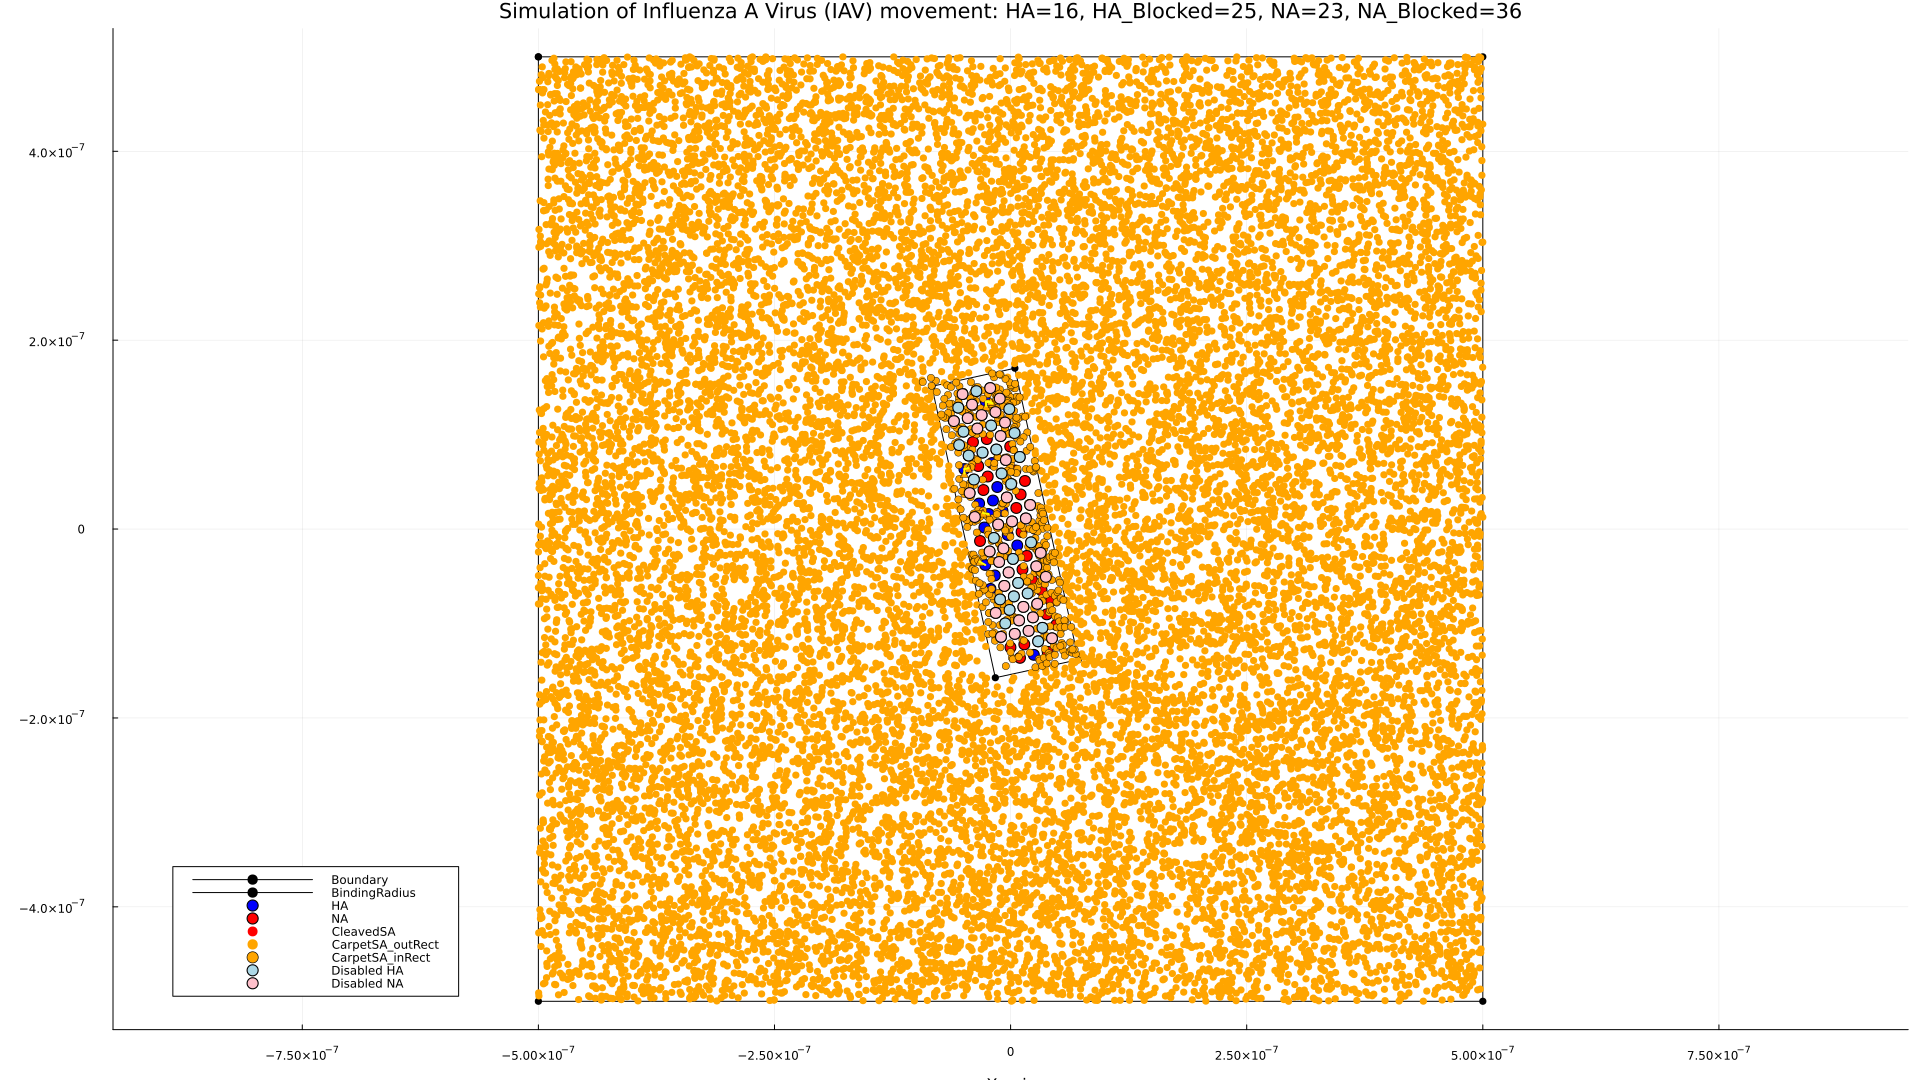 Simulation of Influenza A Virus (IAV) movement: HA=16, HA_Blocked=25, NA=23, NA_Blocked=36
4.0×10⁻⁷
2.0×10⁻⁷
0
−2.0×10⁻⁷
−4.0×10⁻⁷
Boundary
BindingRadius
HA
NA
CleavedSA
CarpetSA_outRect
CarpetSA_inRect
Disabled HA
Disabled NA
−7.50×10⁻⁷ −5.00×10⁻⁷ −2.50×10⁻⁷ 0 2.50×10⁻⁷ 5.00×10⁻⁷ 7.50×10⁻⁷